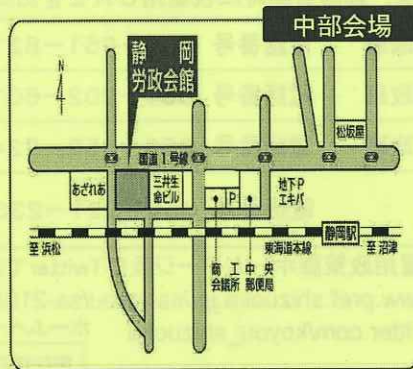 中部会場
静岡
労政会館
N
松坂屋
国道1号線
あざれあ
三井生
命ビル
P
地下P
エキパ
静岡駅
至浜松
東海道本線
至沼津
商工
会議所
中央
郵便局